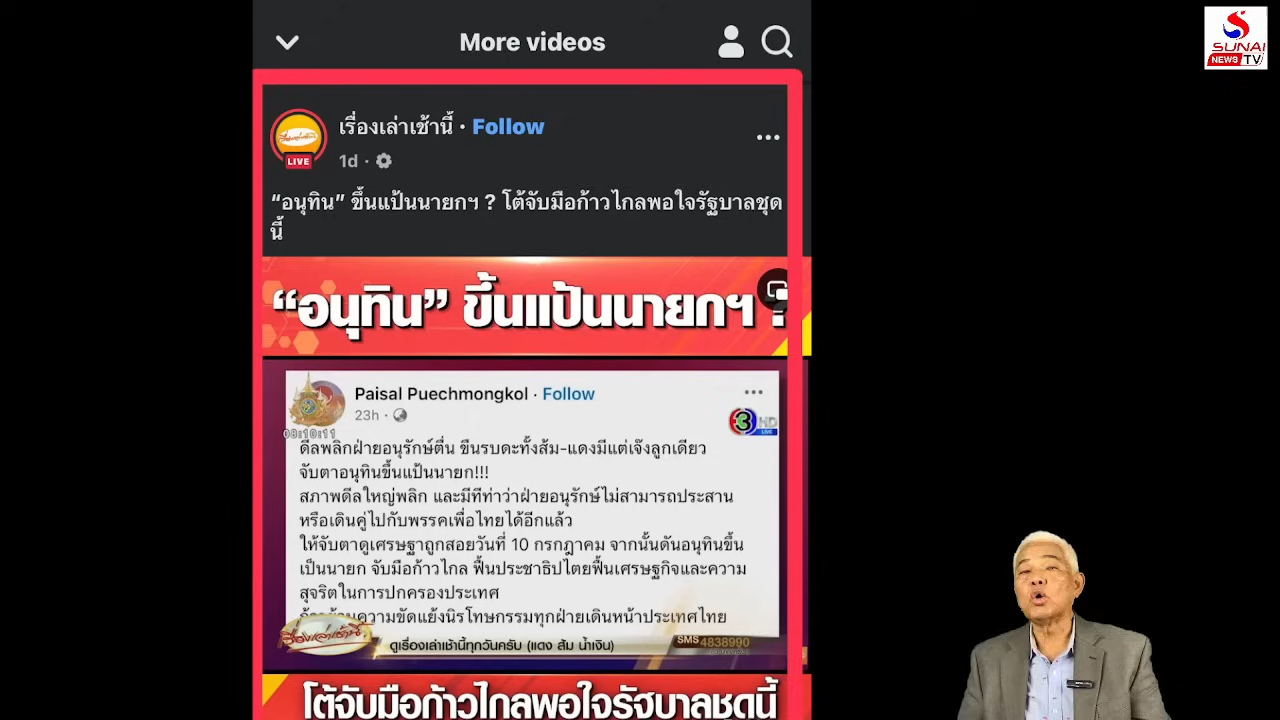 More videos
SUNAI
NEWS TV
เรื่องเล่าเช้านี้ · Follow
LIVE
1d ·
“อนุทิน” ขึ้นแป้นนายกฯ ? โต้จับมือก้าวไกลพอใจรัฐบาลชุด
นี้
“อนุทิน” ขึ้นแป้นนายกฯ ?
Paisal Puechmongkol · Follow
23h ·
3 HD
LIVE
08:10:11
ดีลพลิกฝ่ายอนุรักษ์ตื่น ขืนรบดะทั้งส้ม-แดงมีแต่เจ๊งลูกเดียว
จับตาอนุทินขึ้นแป้นนายก!!!
สภาพดีลใหญ่พลิก และมีทีท่าว่าฝ่ายอนุรักษ์ไม่สามารถประสาน
หรือเดินคู่ไปกับพรรคเพื่อไทยได้อีกแล้ว
ให้จับตาดูเศรษฐาถูกสอยวันที่ 10 กรกฎาคม จากนั้นดันอนุทินขึ้น
เป็นนายก จับมือก้าวไกล ฟื้นประชาธิปไตยฟื้นเศรษฐกิจและความ
สุจริตในการปกครองประเทศ
ความขัดแย้งนิรโทษกรรมทุกฝ่ายเดินหน้าประเทศไทย
เรื่องเล่าเช้านี้
ดูเรื่องเล่าเช้านี้ทุกวันครับ (แดง ส้ม น้ำเงิน)
SMS 4838990
โต้จับมือก้าวไกลพอใจรัฐบาลชุดนี้